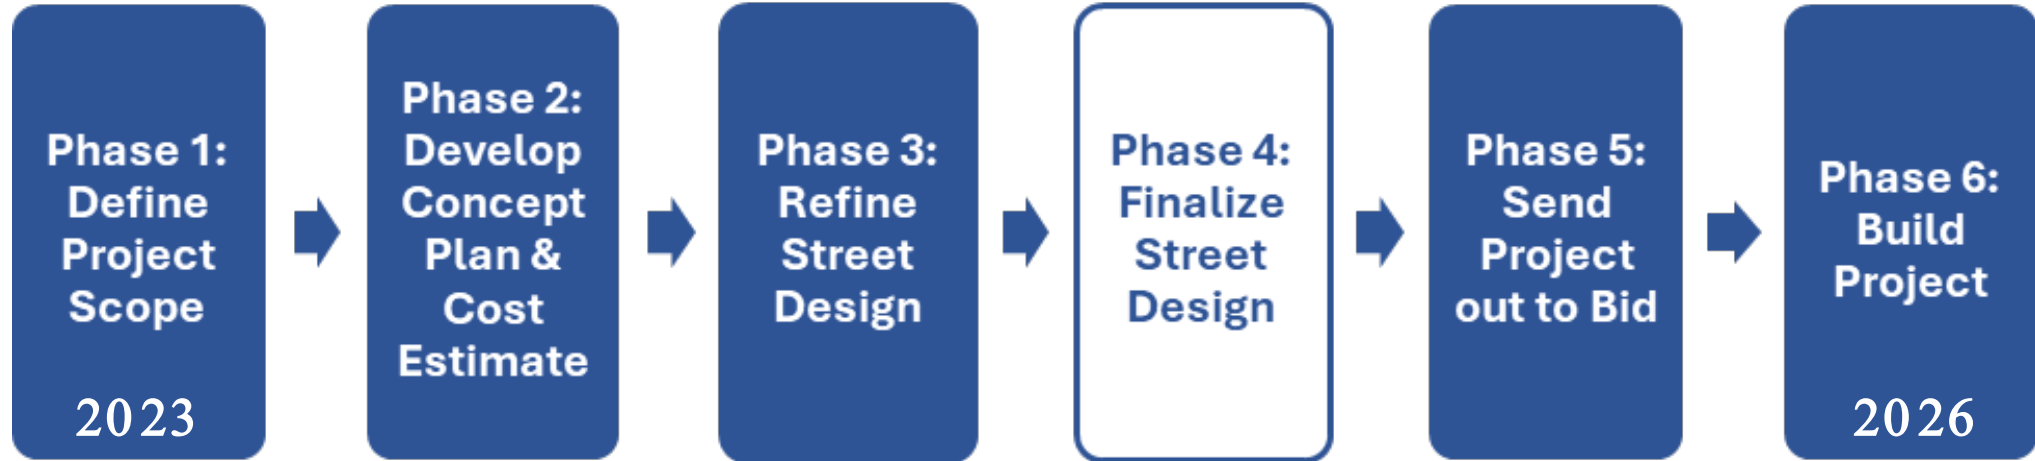 Phase 1:
Define
Project
Scope
2023
Phase 2:
Develop
Concept
Plan &
Cost
Estimate
Phase 3:
Refine
Street
Design
Phase 4:
Finalize
Street
Design
Phase 5:
Send
Project
out to Bid
Phase 6:
Build
Project
2026